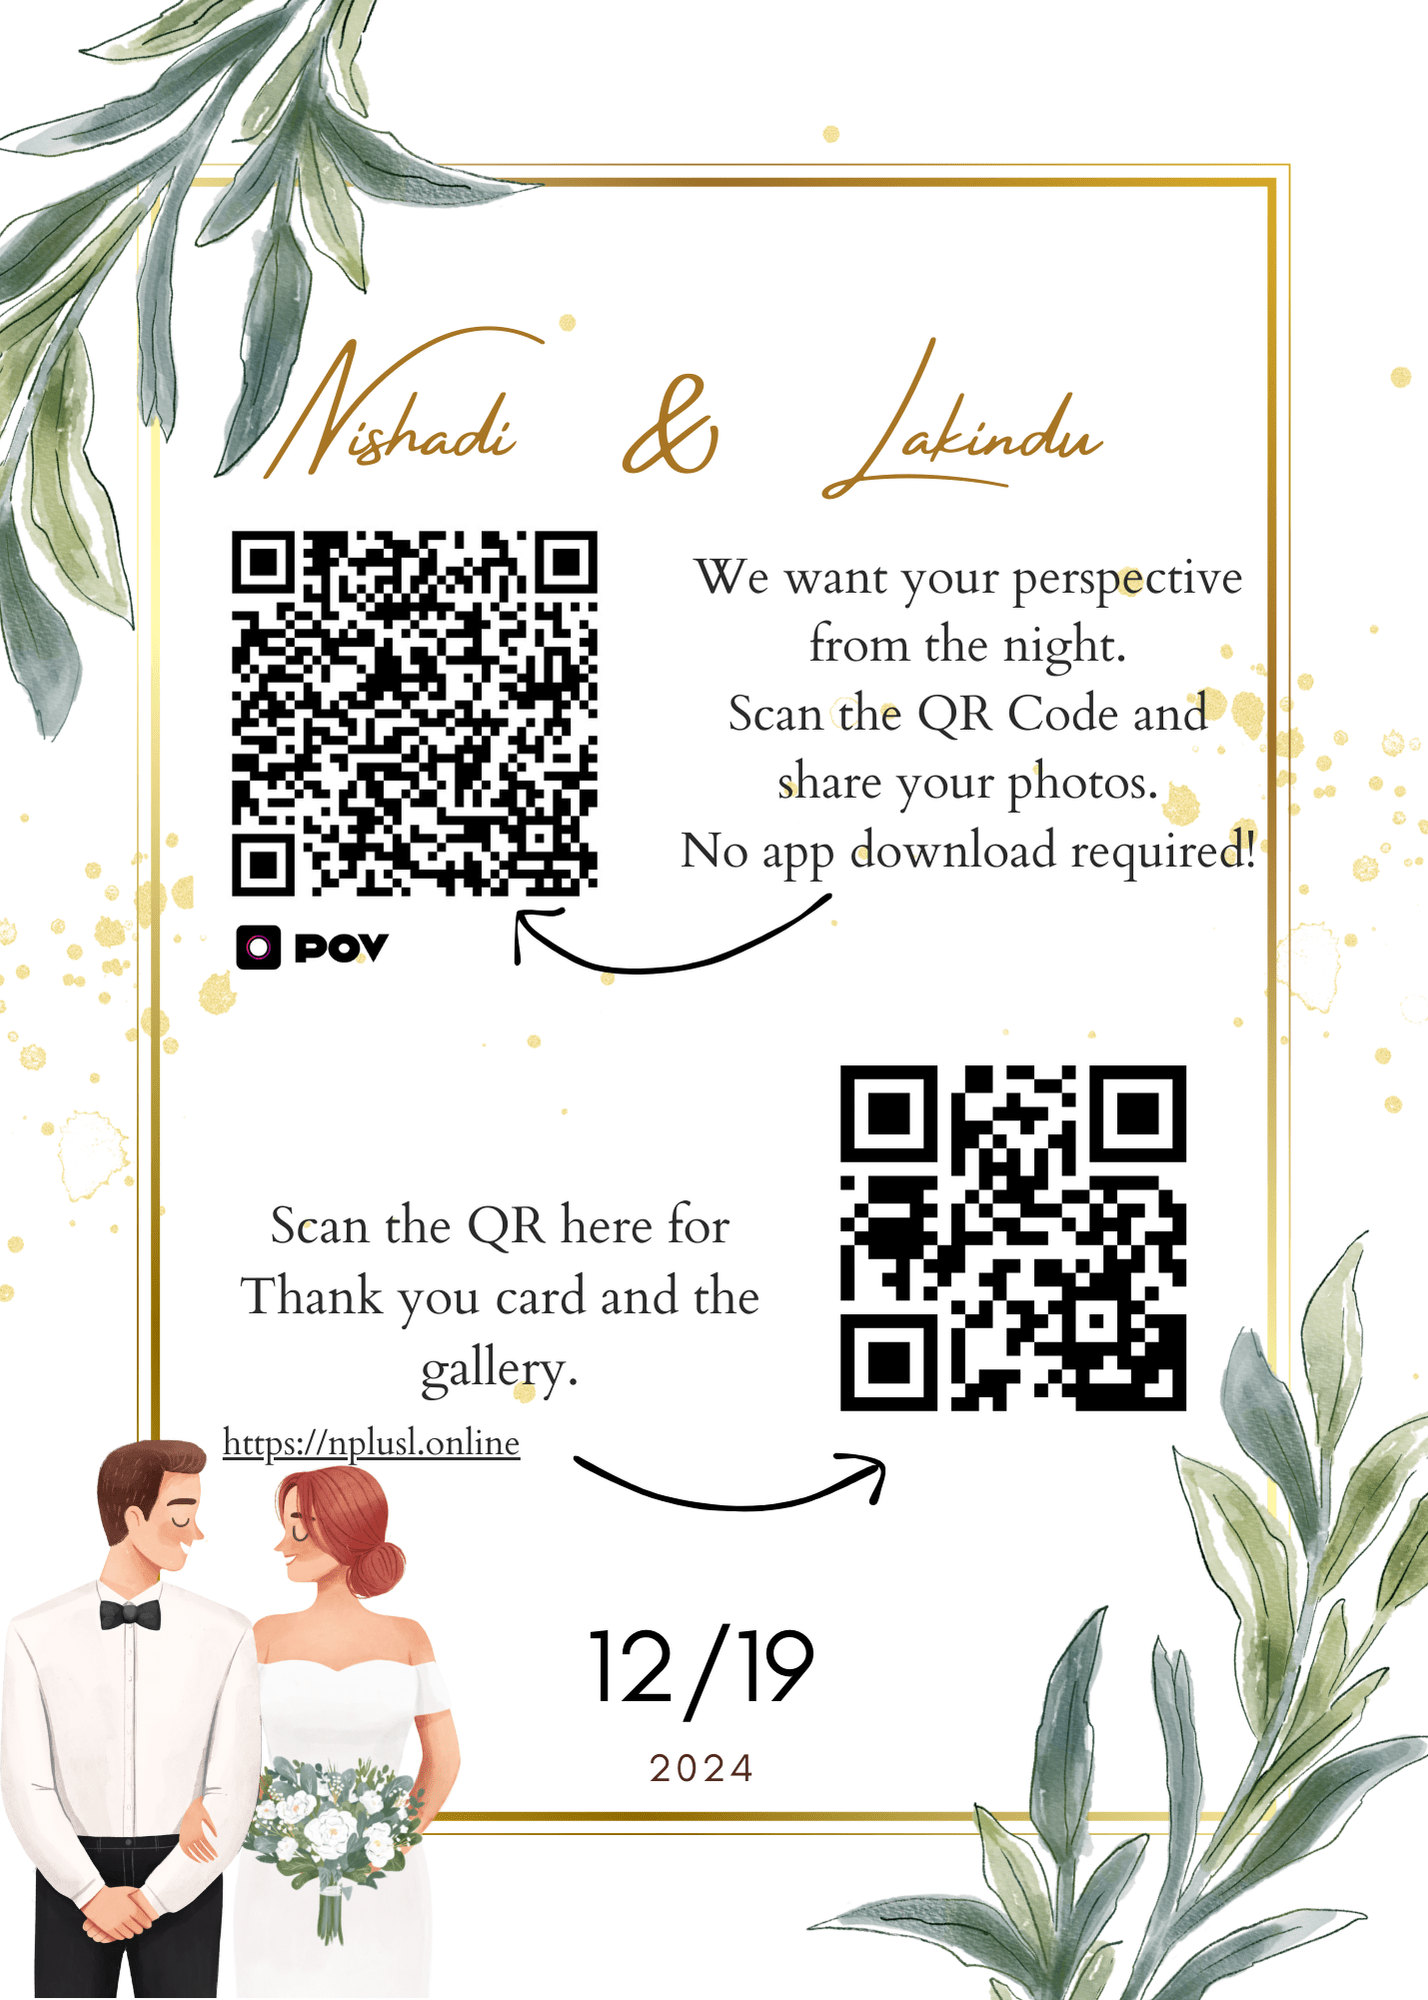 Nishadi & Lakindu
We want your perspective
from the night.
Scan the QR Code and
share your photos.
No app download required!
POV
Scan the QR here for
Thank you card and the
gallery.
https://nplusl.online
12/19
2024